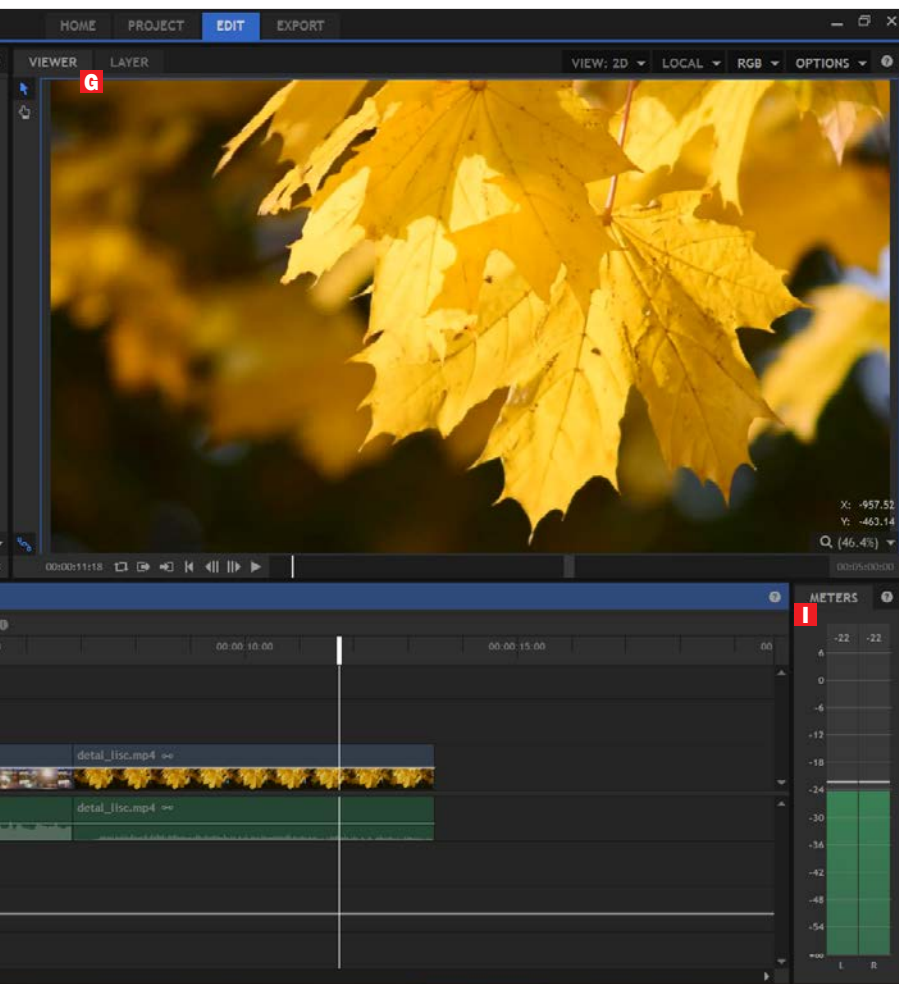 HOME PROJECT EDIT EXPORT
VIEWER LAYER VIEW: 2D LOCAL RGB OPTIONS
G
X: -957.52
Y: -463.14
(46.4%)
00:00:11:18 00:05:00:00
METERS
I
00:00:10:00 00:00:15:00 00
-22 -22
6
0
-6
-12
detal_lisc.mp4
-18
-24
detal_lisc.mp4
-30
-36
-42
-48
-54
-∞
L R